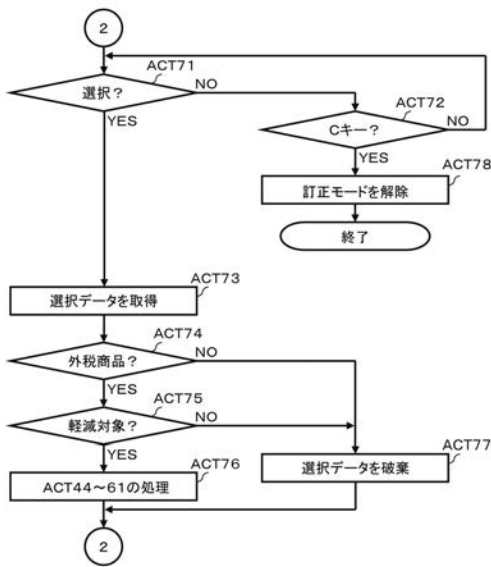 2
ACT71
選択？
NO
YES
ACT72
Cキー？
NO
YES
ACT78
訂正モードを解除
終了
ACT73
選択データを取得
ACT74
外税商品？
NO
YES
ACT75
軽減対象？
NO
YES
ACT76
ACT44～61の処理
ACT77
選択データを破棄
2